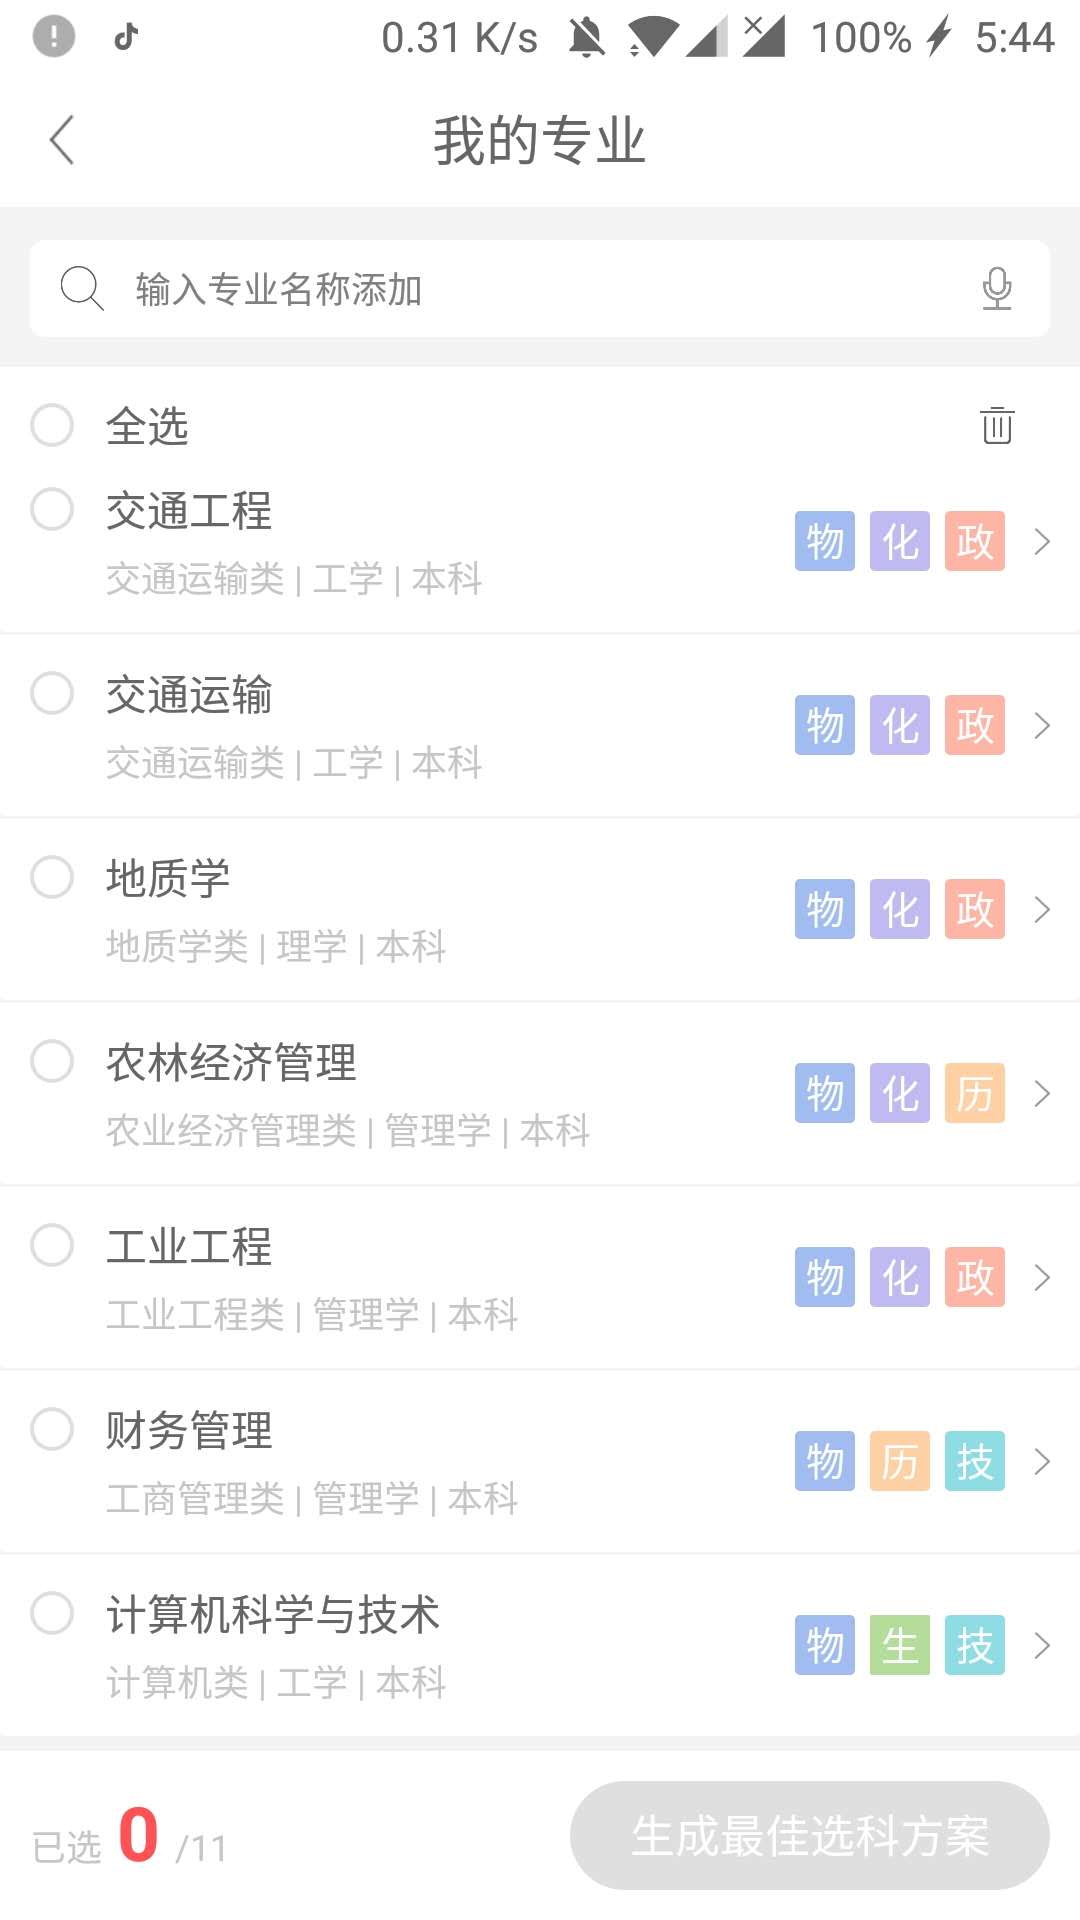 0.31 K/s 100% 5:44
我的专业
输入专业名称添加
全选
交通工程
交通运输类 | 工学 | 本科
物 化 政
交通运输
交通运输类 | 工学 | 本科
物 化 政
地质学
地质学类 | 理学 | 本科
物 化 政
农林经济管理
农业经济管理类 | 管理学 | 本科
物 化 历
工业工程
工业工程类 | 管理学 | 本科
物 化 政
财务管理
工商管理类 | 管理学 | 本科
物 历 技
计算机科学与技术
计算机类 | 工学 | 本科
物 生 技
已选 0 /11
生成最佳选科方案